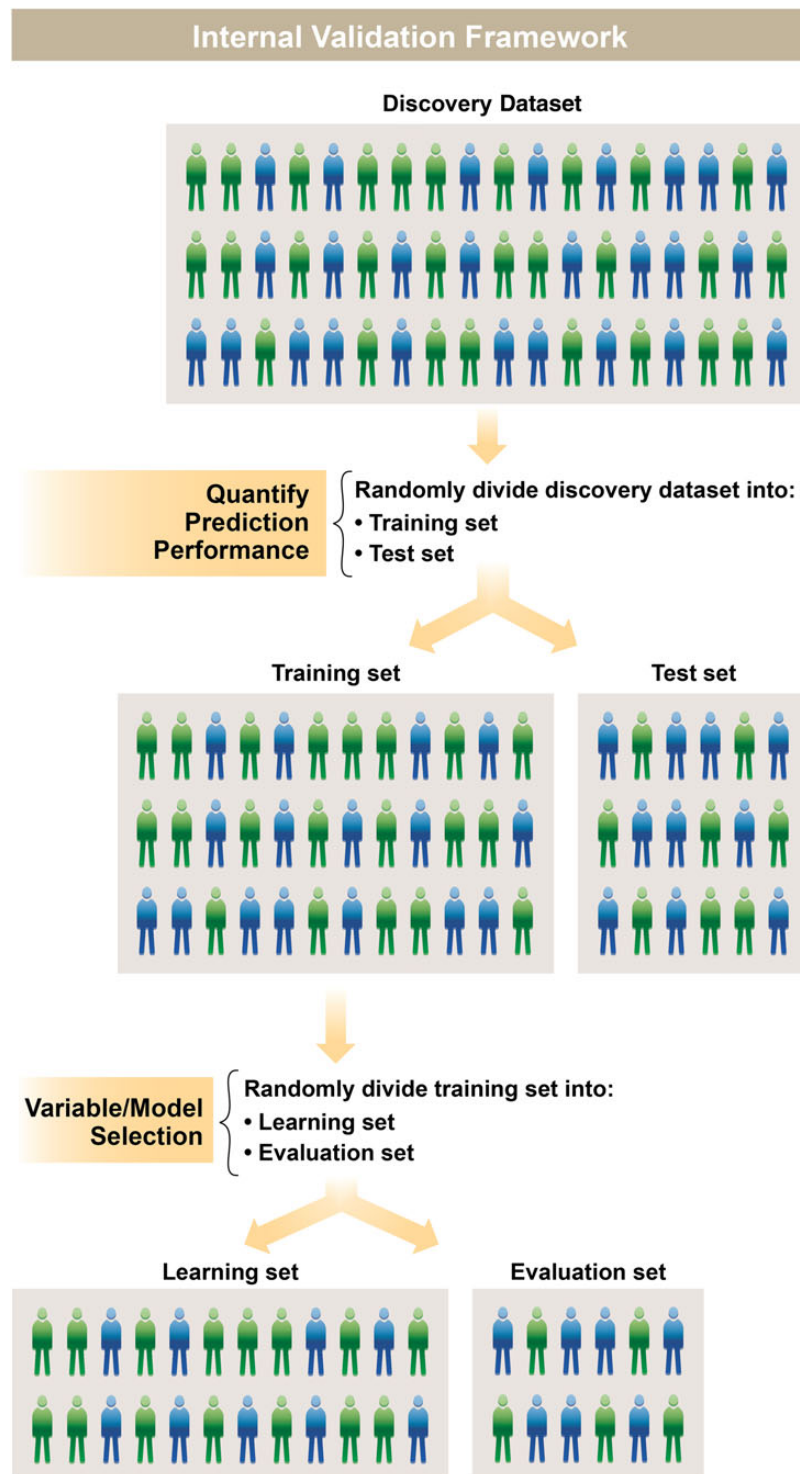 Internal Validation Framework
Discovery Dataset
Quantify
Prediction
Performance
Randomly divide discovery dataset into:
• Training set
• Test set
Training set
Test set
Variable/Model
Selection
Randomly divide training set into:
• Learning set
• Evaluation set
Learning set
Evaluation set